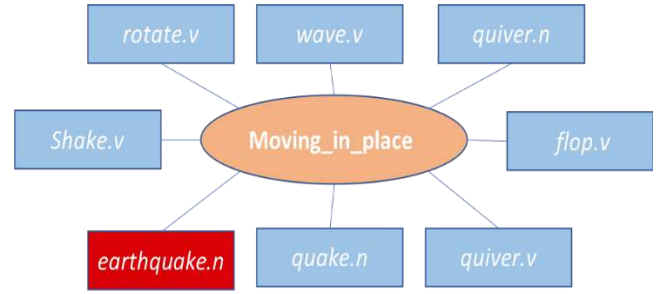 rotate.v
wave.v
quiver.n
Shake.v
Moving_in_place
flop.v
earthquake.n
quake.n
quiver.v